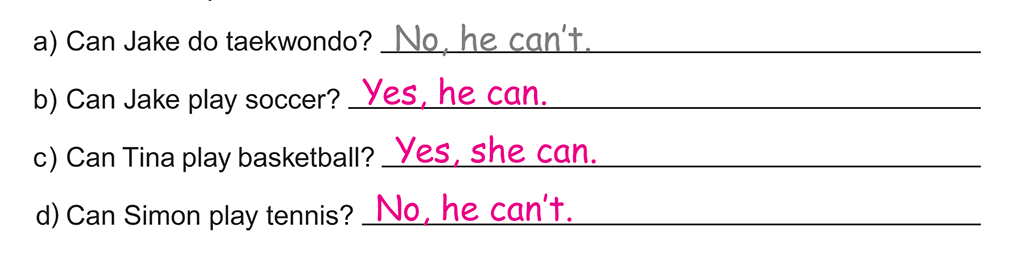 a) Can Jake do taekwondo? No, he can't.
b) Can Jake play soccer? Yes, he can.
c) Can Tina play basketball? Yes, she can.
d) Can Simon play tennis? No, he can't.